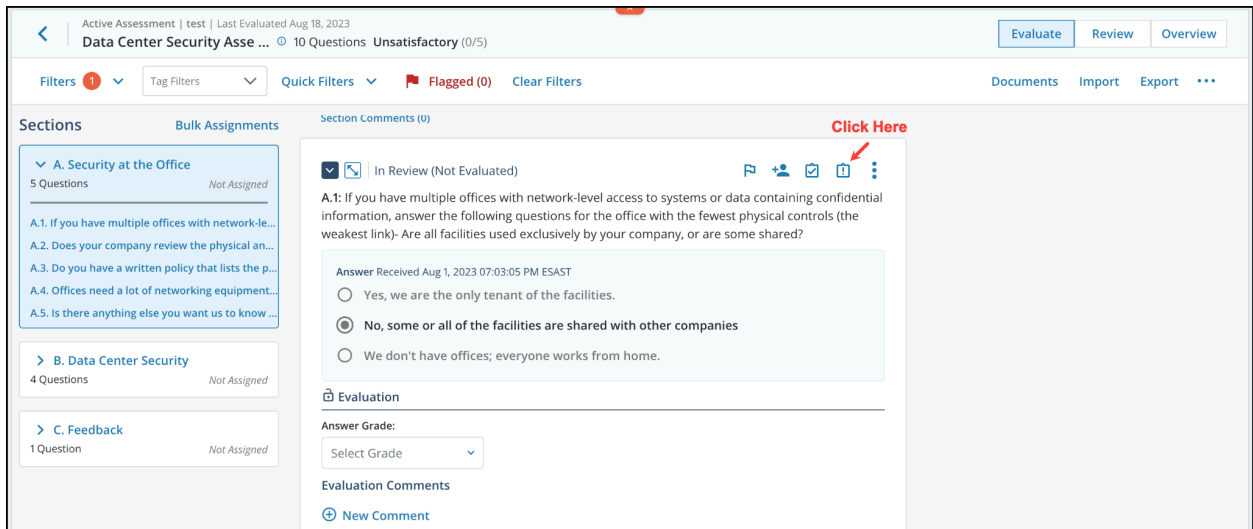 Active Assessment | test | Last Evaluated Aug 18, 2023
Data Center Security Asse ... 10 Questions Unsatisfactory (0/5)
Evaluate Review Overview
Filters 1 Tag Filters Quick Filters Flagged (0) Clear Filters
Documents Import Export
Sections Bulk Assignments
A. Security at the Office
5 Questions Not Assigned
A.1. If you have multiple offices with network-le...
A.2. Does your company review the physical an...
A.3. Do you have a written policy that lists the p...
A.4. Offices need a lot of networking equipment...
A.5. Is there anything else you want us to know ...
B. Data Center Security
4 Questions Not Assigned
C. Feedback
1 Question Not Assigned
Section Comments (0)
Click Here
In Review (Not Evaluated)
A.1: If you have multiple offices with network-level access to systems or data containing confidential
information, answer the following questions for the office with the fewest physical controls (the
weakest link)- Are all facilities used exclusively by your company, or are some shared?
Answer Received Aug 1, 2023 07:03:05 PM ESAST
Yes, we are the only tenant of the facilities.
No, some or all of the facilities are shared with other companies
We don't have offices; everyone works from home.
Evaluation
Answer Grade:
Select Grade
Evaluation Comments
New Comment